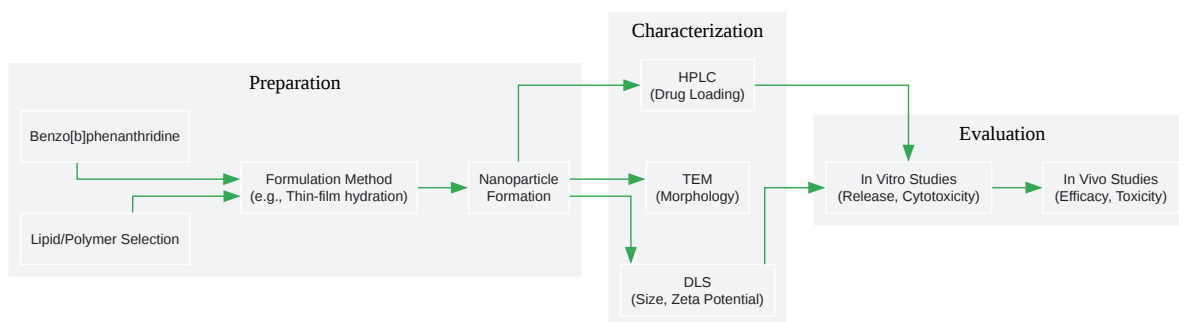 Preparation
Benzo[b]phenanthridine
Lipid/Polymer Selection
Formulation Method
(e.g., Thin-film hydration)
Nanoparticle
Formation
Characterization
HPLC
(Drug Loading)
TEM
(Morphology)
DLS
(Size, Zeta Potential)
Evaluation
In Vitro Studies
(Release, Cytotoxicity)
In Vivo Studies
(Efficacy, Toxicity)